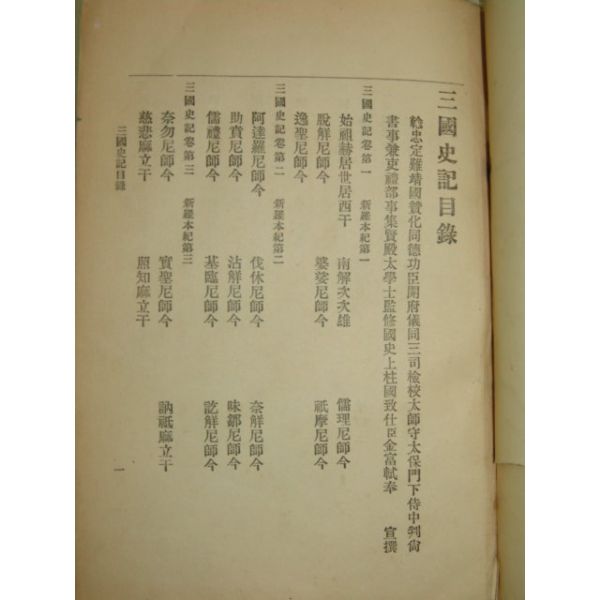 三國史記目錄
輸忠定難靖國贊化同德功臣開府儀同三司檢校太師守太保門下侍中判尙
書事兼吏禮部事集賢殿太學士監修國史上柱國致仕臣金富軾奉 宣撰
三國史記卷第一 新羅本紀第一
始祖赫居世居西干 南解次次雄 儒理尼師今
脫解尼師今 婆娑尼師今 祇摩尼師今
逸聖尼師今
三國史記卷第二 新羅本紀第二
阿達羅尼師今 伐休尼師今 奈解尼師今
助賁尼師今 沾解尼師今 味鄒尼師今
儒禮尼師今 基臨尼師今 訖解尼師今
三國史記卷第三 新羅本紀第三
奈勿尼師今 實聖尼師今 訥祇麻立干
慈悲麻立干 照知麻立干
三國史記目錄 一